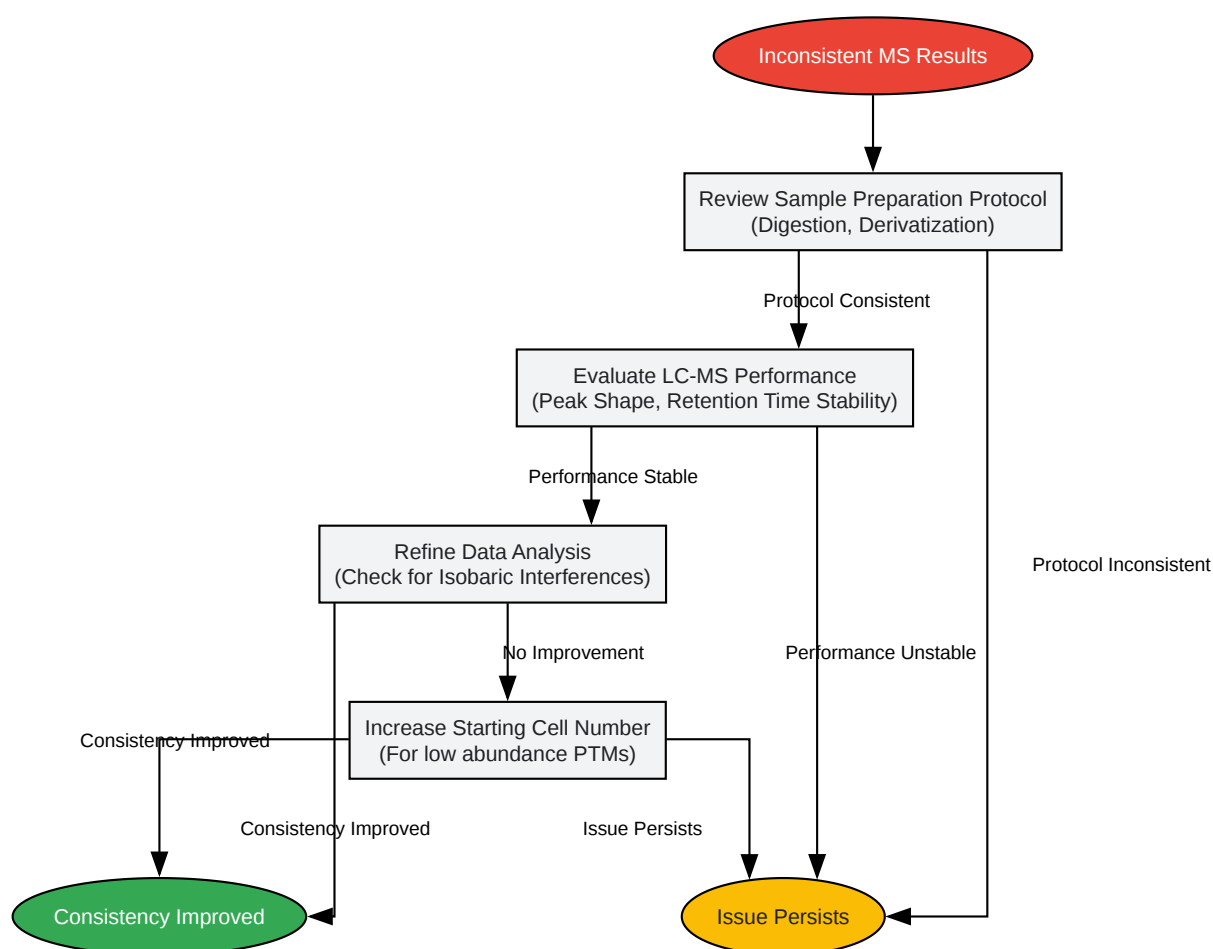 Inconsistent MS Results
Review Sample Preparation Protocol
(Digestion, Derivatization)
Protocol Consistent
Evaluate LC-MS Performance
(Peak Shape, Retention Time Stability)
Performance Stable
Refine Data Analysis
(Check for Isobaric Interferences)
Protocol Inconsistent
No Improvement
Performance Unstable
Increase Starting Cell Number
(For low abundance PTMs)
Consistency Improved
Consistency Improved
Issue Persists
Consistency Improved
Issue Persists